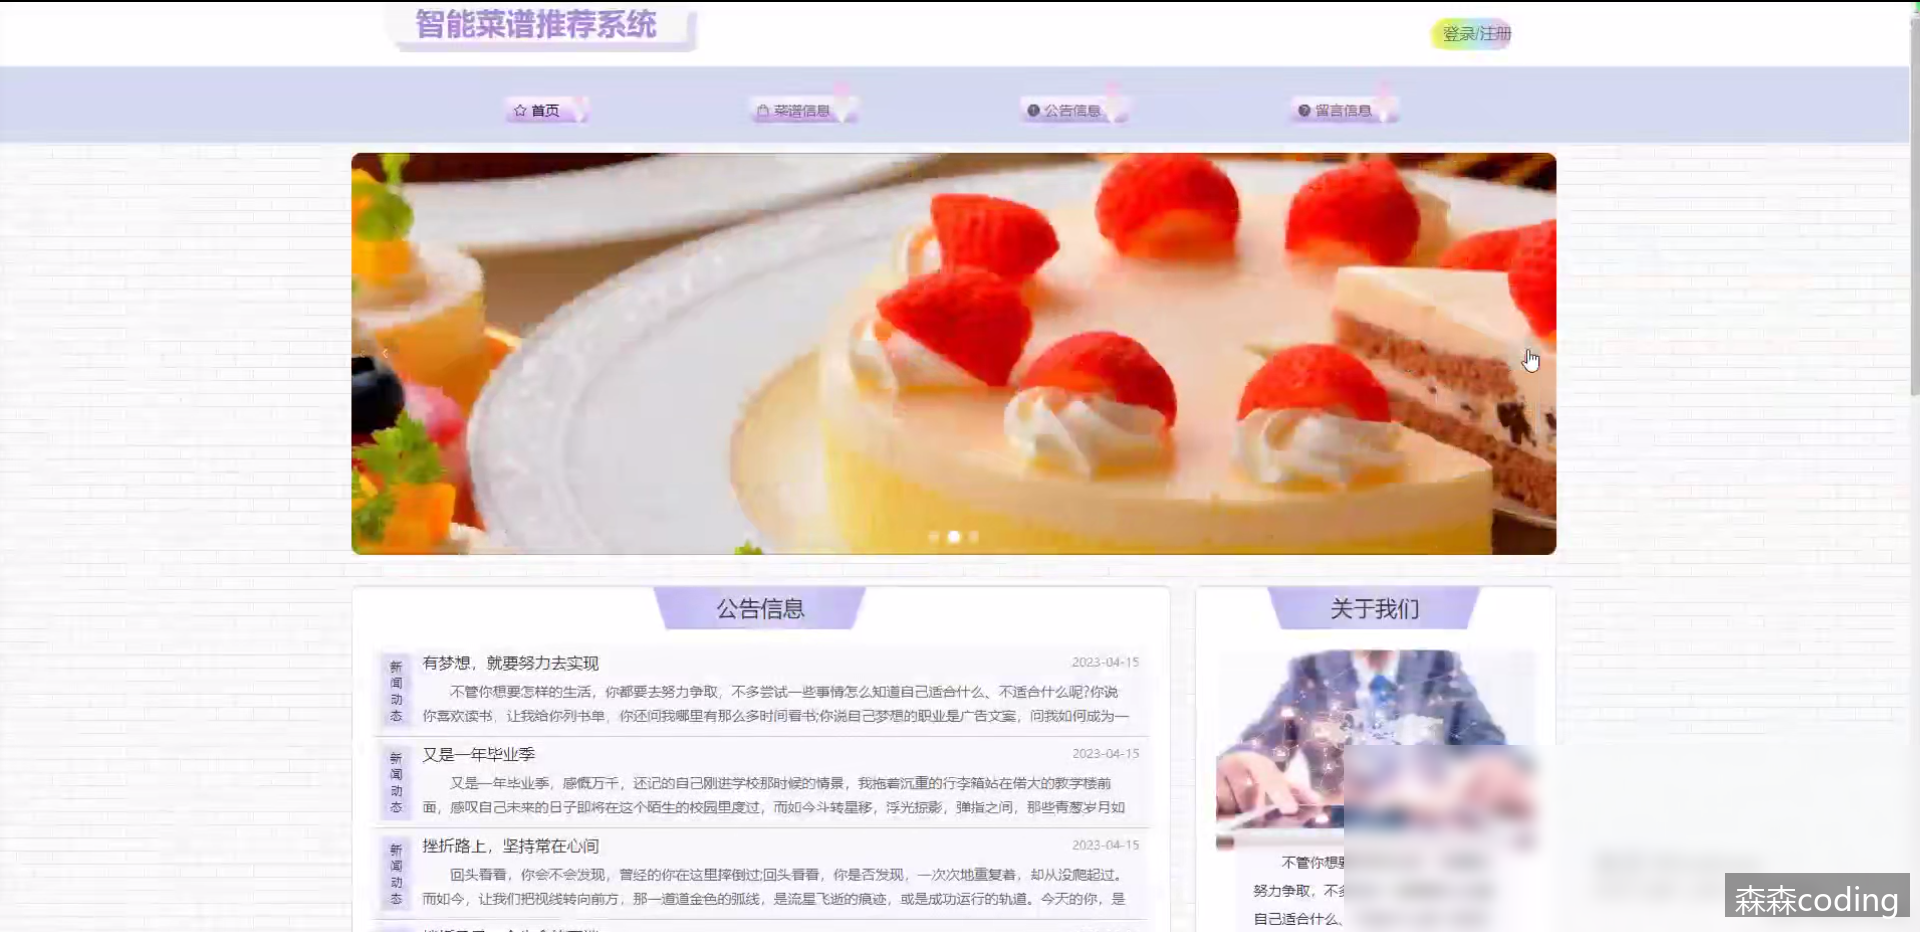 智能菜谱推荐系统
登录/注册
首页
菜谱信息
公告信息
留言信息
公告信息
关于我们
新闻动态
有梦想，就要努力去实现
2023-04-15
不管你想要怎样的生活，你都要去努力争取，不多尝试一些事情怎么知道自己适合什么、不适合什么呢?你说
你喜欢读书，让我给你列书单，你还问我哪里有那么多时间看书;你说自己梦想的职业是广告文案，问我如何成为一
新闻动态
又是一年毕业季
2023-04-15
又是一年毕业季，感慨万千，还记的自己刚进学校那时候的情景，我拖着沉重的行李箱站在偌大的教学楼前
面，感叹自己未来的日子即将在这个陌生的校园里度过，而如今斗转星移，浮光掠影，弹指之间，那些青葱岁月如
新闻动态
挫折路上，坚持常在心间
2023-04-15
回头看看，你会不会发现，曾经的你在这里摔倒过;回头看看，你是否发现，一次次地重复着，却从没爬起过。
而如今，让我们把视线转向前方，那一道道金色的弧线，是流星飞逝的痕迹，或是成功运行的轨道。今天的你，是
不管你想
努力争取，不
自己适合什么、
森森coding